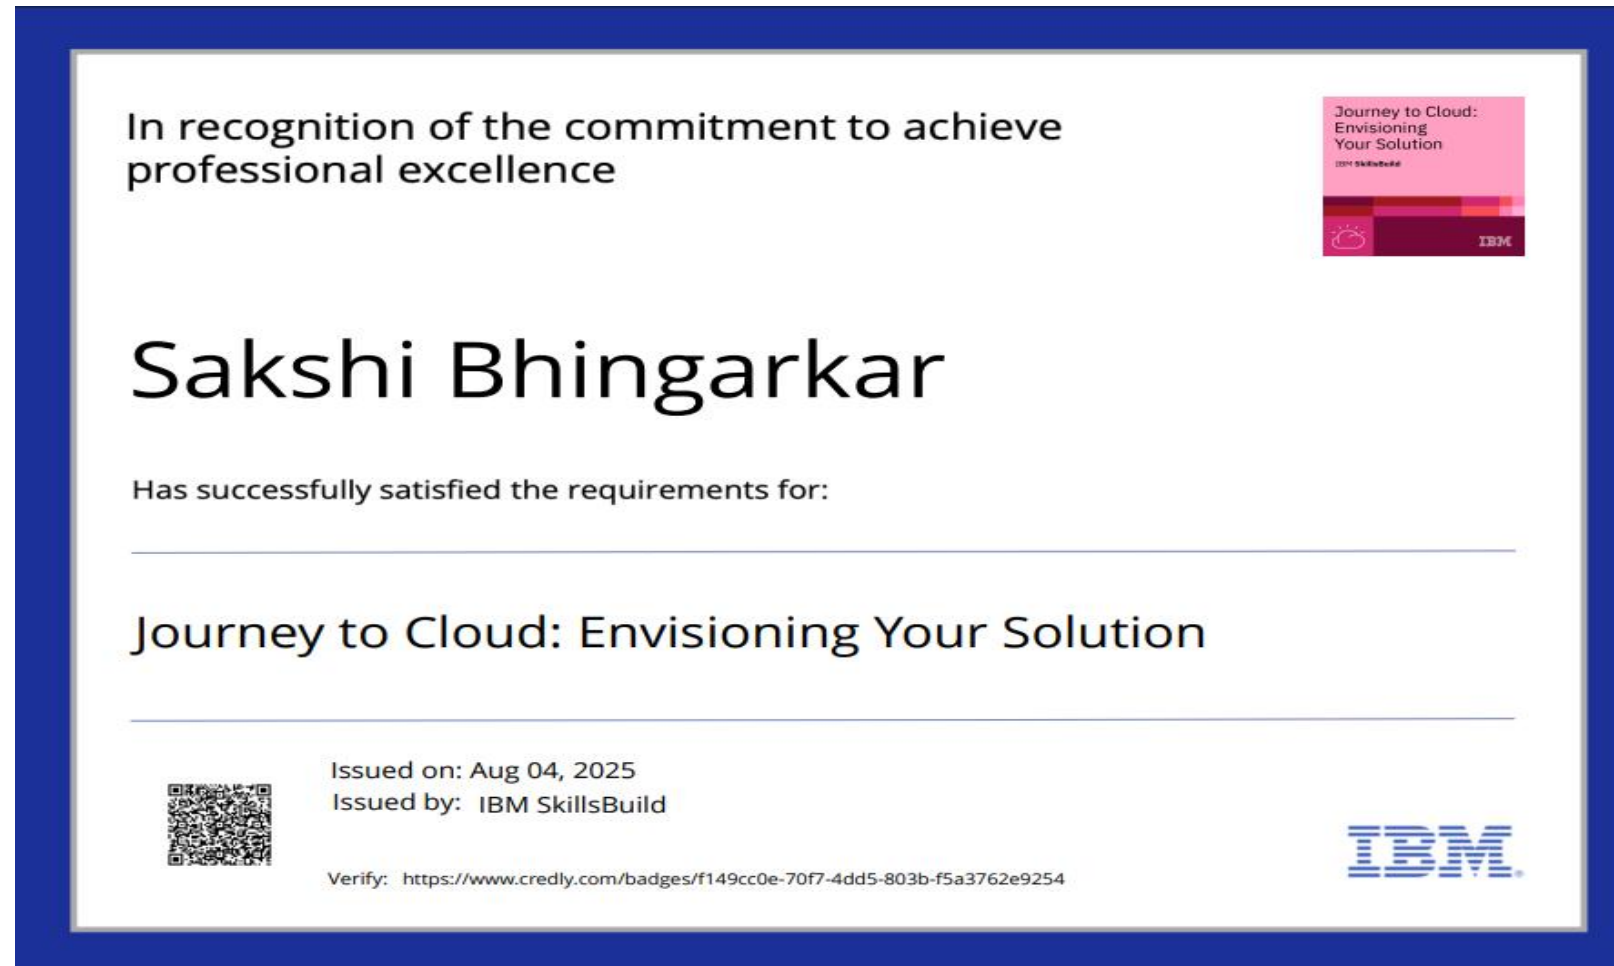 In recognition of the commitment to achieve
professional excellence
Journey to Cloud:
Envisioning
Your Solution
IBM SkillsBuild
IBM
Sakshi Bhingarkar
Has successfully satisfied the requirements for:
Journey to Cloud: Envisioning Your Solution
Issued on: Aug 04, 2025
Issued by: IBM SkillsBuild
Verify: https://www.credly.com/badges/f149cc0e-70f7-4dd5-803b-f5a3762e9254
IBM.